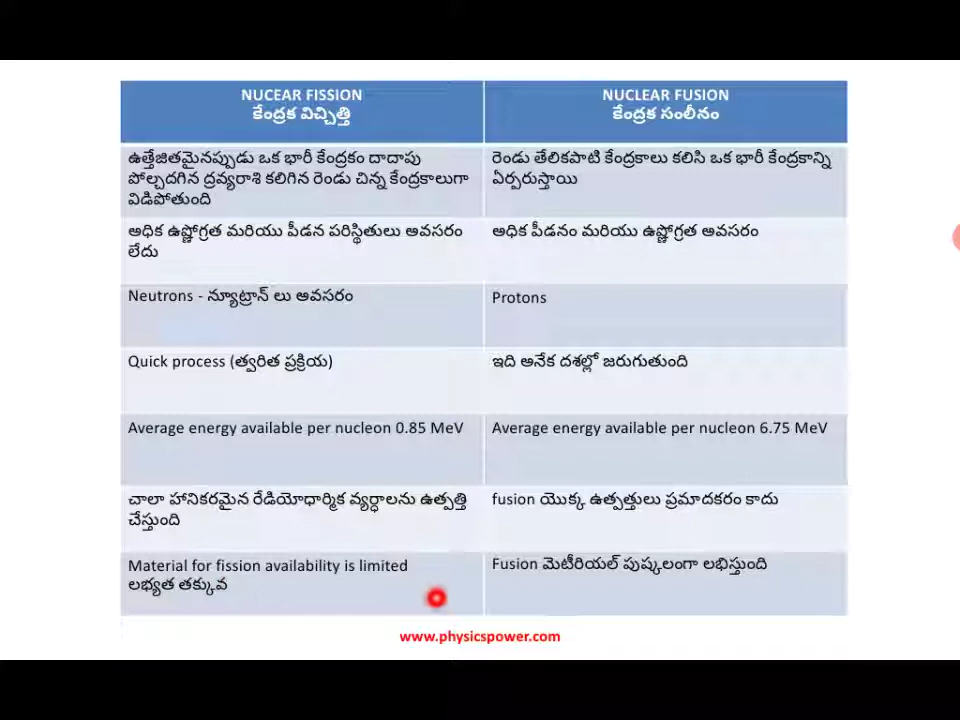 NUCEAR FISSION
కేంద్రక విచ్ఛిత్తి
NUCLEAR FUSION
కేంద్రక సంలీనం
ఉత్తేజితమైనప్పుడు ఒక భారీ కేంద్రకం దాదాపు
పోల్చదగిన ద్రవ్యరాశి కలిగిన రెండు చిన్న కేంద్రకాలుగా
విడిపోతుంది
రెండు తేలికపాటి కేంద్రకాలు కలిసి ఒక భారీ కేంద్రకాన్ని
ఏర్పరుస్తాయి
అధిక ఉష్ణోగ్రత మరియు పీడన పరిస్థితులు అవసరం
లేదు
అధిక పీడనం మరియు ఉష్ణోగ్రత అవసరం
Neutrons - న్యూట్రాన్ లు అవసరం
Protons
Quick process (త్వరిత ప్రక్రియ)
ఇది అనేక దశల్లో జరుగుతుంది
Average energy available per nucleon 0.85 MeV
Average energy available per nucleon 6.75 MeV
చాలా హానికరమైన రేడియోధార్మిక వ్యర్ధాలను ఉత్పత్తి
చేస్తుంది
fusion యొక్క ఉత్పత్తులు ప్రమాదకరం కాదు
Material for fission availability is limited
లభ్యత తక్కువ
Fusion మెటీరియల్ పుష్కలంగా లభిస్తుంది
www.physicspower.com